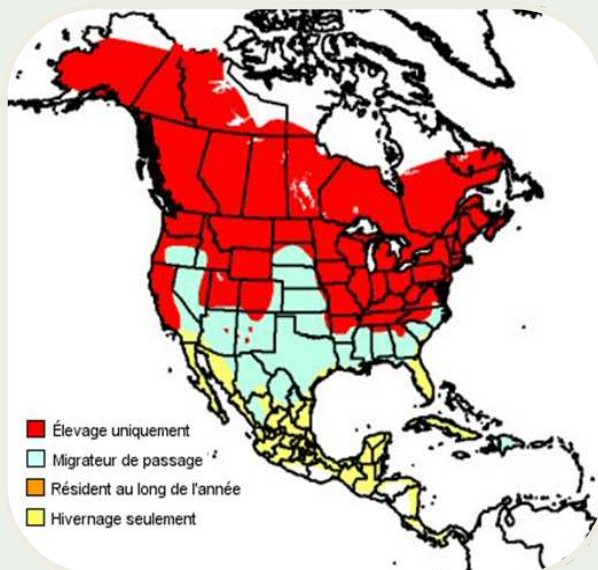 Élevage uniquement
Migrateur de passage
Résident au long de l'année
Hivernage seulement